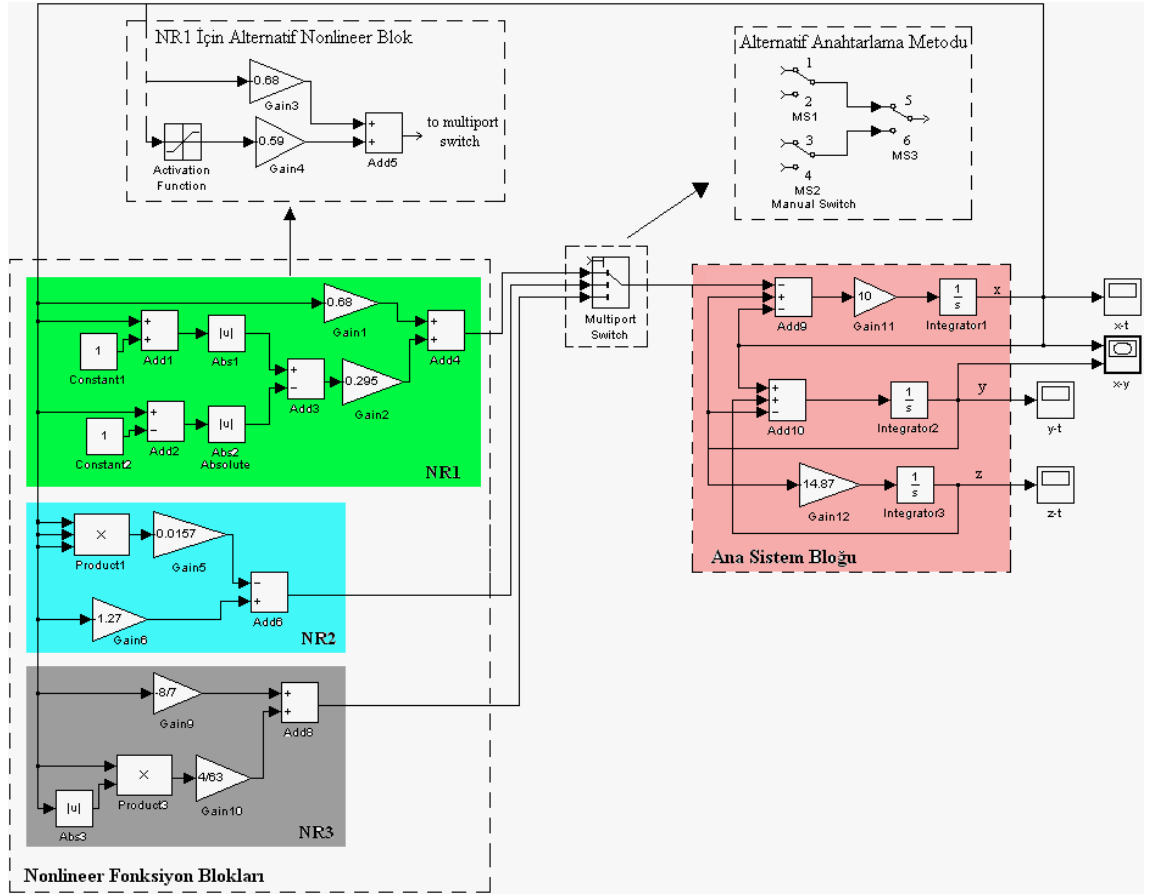 NR1 İçin Alternatif Nonlineer Blok
0.68
Gain3
0.59
Gain4
Activation
Function
+
+
Add5
to multiport
switch
Alternatif Anahtarlama Metodu
1
2
MS1
3
4
MS2
Manual Switch
5
6
MS3
0.68
Gain1
1
Constant1
+
+
Add1
|u|
Abs1
+
−
Add3
0.295
Gain2
+
+
Add4
1
Constant2
+
−
Add2
|u|
Abs2
Absolute
NR1
×
Product1
0.0157
Gain5
1.27
Gain6
−
+
Add6
NR2
-8/7
Gain9
×
Product3
4/63
Gain10
|u|
Abs3
+
+
Add8
NR3
Nonlineer Fonksiyon Blokları
Multiport
Switch
−
+
−
Add9
10
Gain11
1
s
Integrator1
x
x-t
x-y
+
+
−
Add10
1
s
Integrator2
y
y-t
14.87
Gain12
1
s
Integrator3
z
z-t
Ana Sistem Bloğu